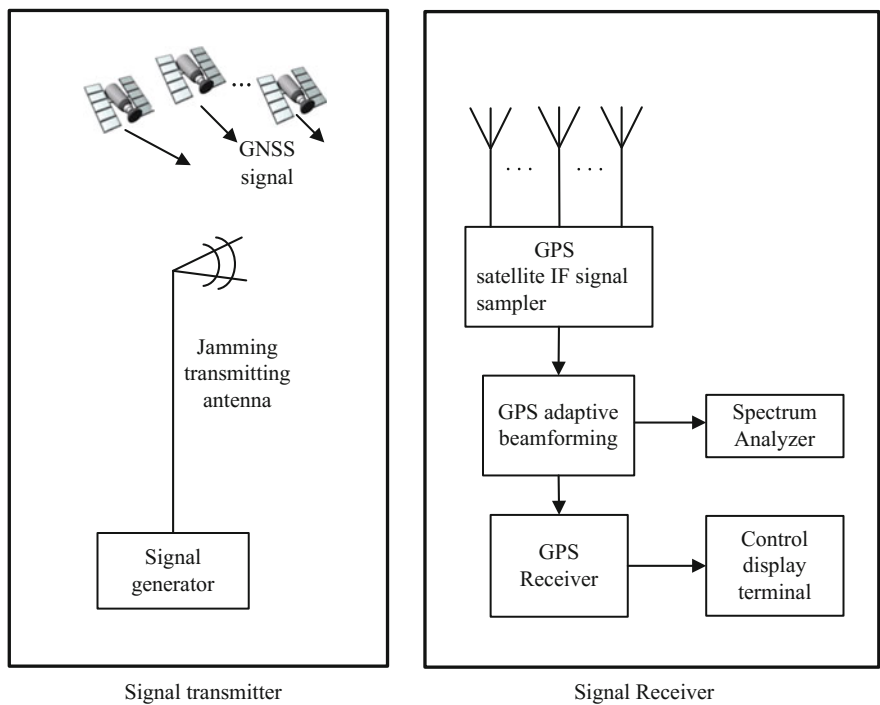 ...
GNSS
signal
Jamming
transmitting
antenna
Signal
generator
Signal transmitter
... ...
GPS
satellite IF signal
sampler
GPS adaptive
beamforming
Spectrum
Analyzer
GPS
Receiver
Control
display
terminal
Signal Receiver